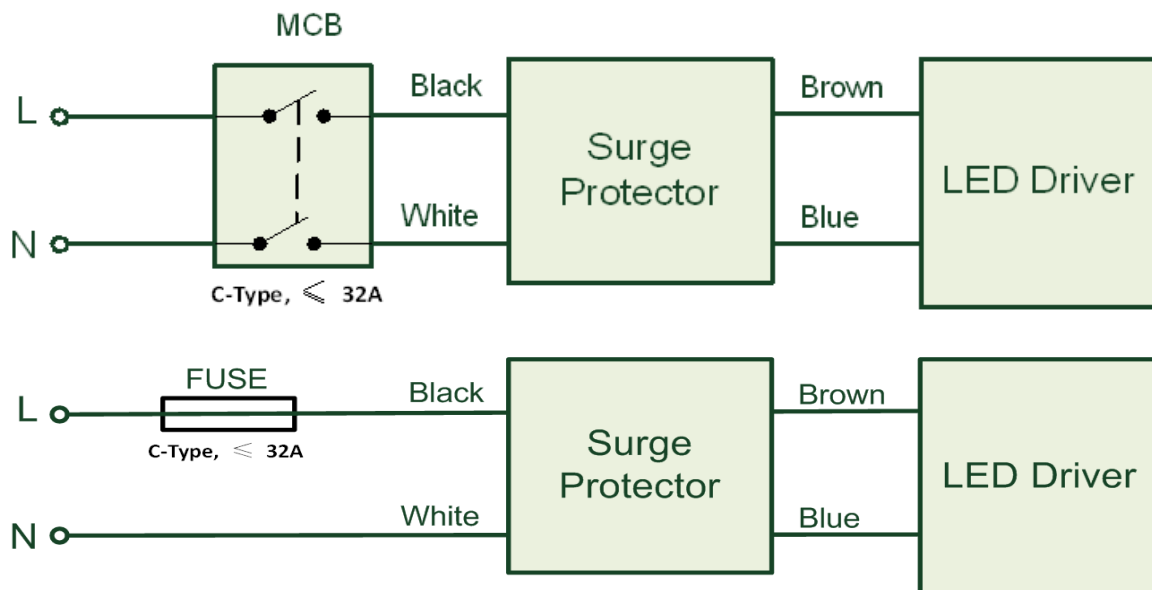 MCB
L
Black
Surge
Protector
Brown
LED Driver
N
White
Blue
C-Type, ≤ 32A
FUSE
L
Black
C-Type, ≤ 32A
Surge
Protector
Brown
LED Driver
N
White
Blue